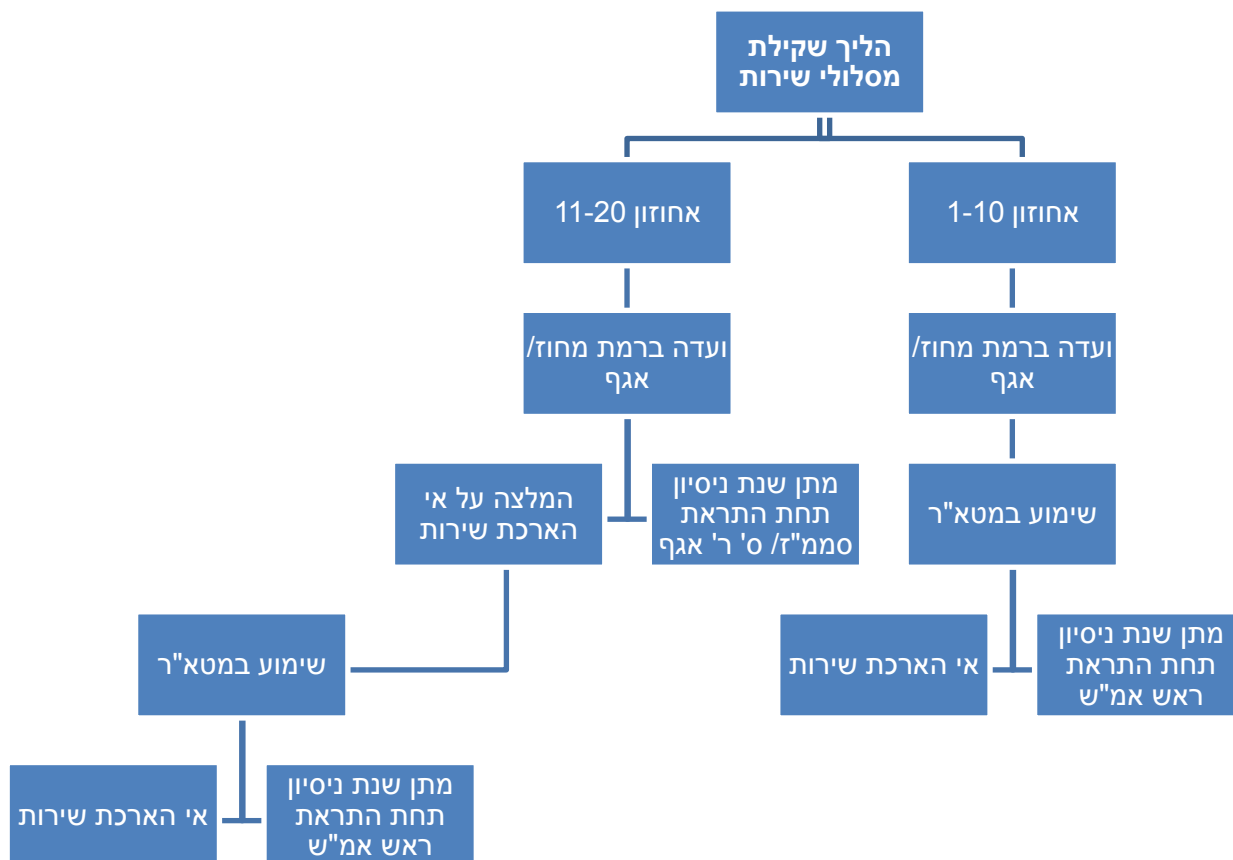 הליך שקילת
מסלולי שירות
אחוזון 1-10
אחוזון 11-20
ועדה ברמת מחוז/
אגף
ועדה ברמת מחוז/
אגף
שימוע במטא"ר
מתן שנת ניסיון
תחת התראת
סממ"ז/ ס' ר' אגף
המלצה על אי
הארכת שירות
מתן שנת ניסיון
תחת התראת
ראש אמ"ש
אי הארכת שירות
שימוע במטא"ר
מתן שנת ניסיון
תחת התראת
ראש אמ"ש
אי הארכת שירות